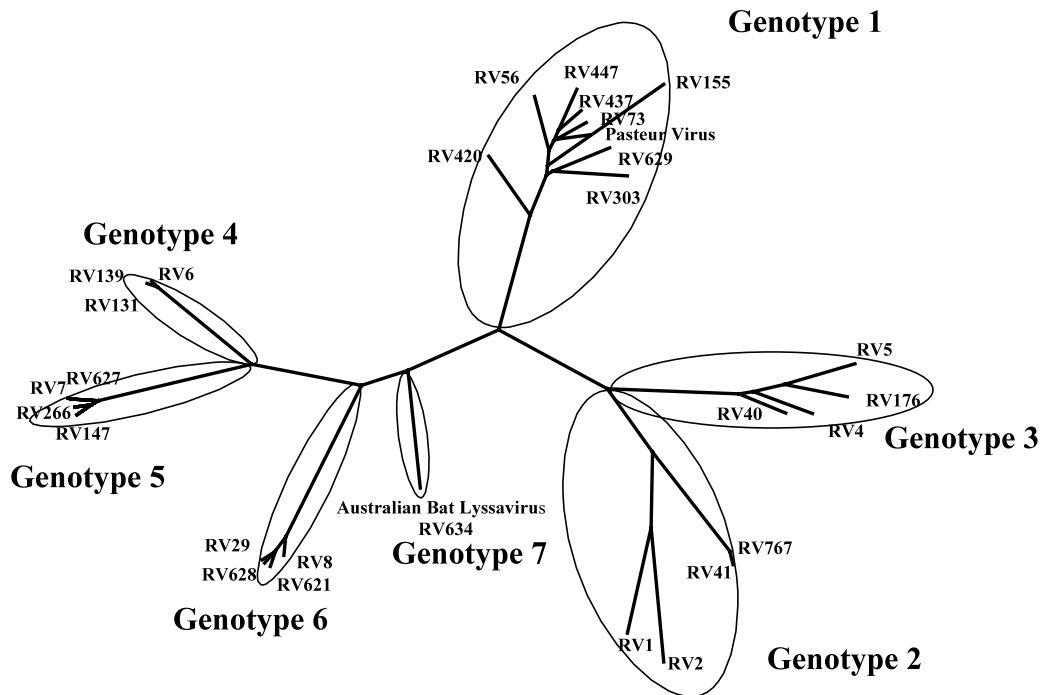 Genotype 1
RV56
RV447
RV155
RV437
RV73
Pasteur Virus
RV420
RV629
RV303
Genotype 4
RV139
RV6
RV131
RV5
RV7
RV627
RV266
RV147
RV176
RV40
RV4
Genotype 3
Genotype 5
Australian Bat Lyssavirus
RV634
Genotype 7
RV29
RV8
RV628
RV621
RV767
RV41
Genotype 6
RV1
RV2
Genotype 2